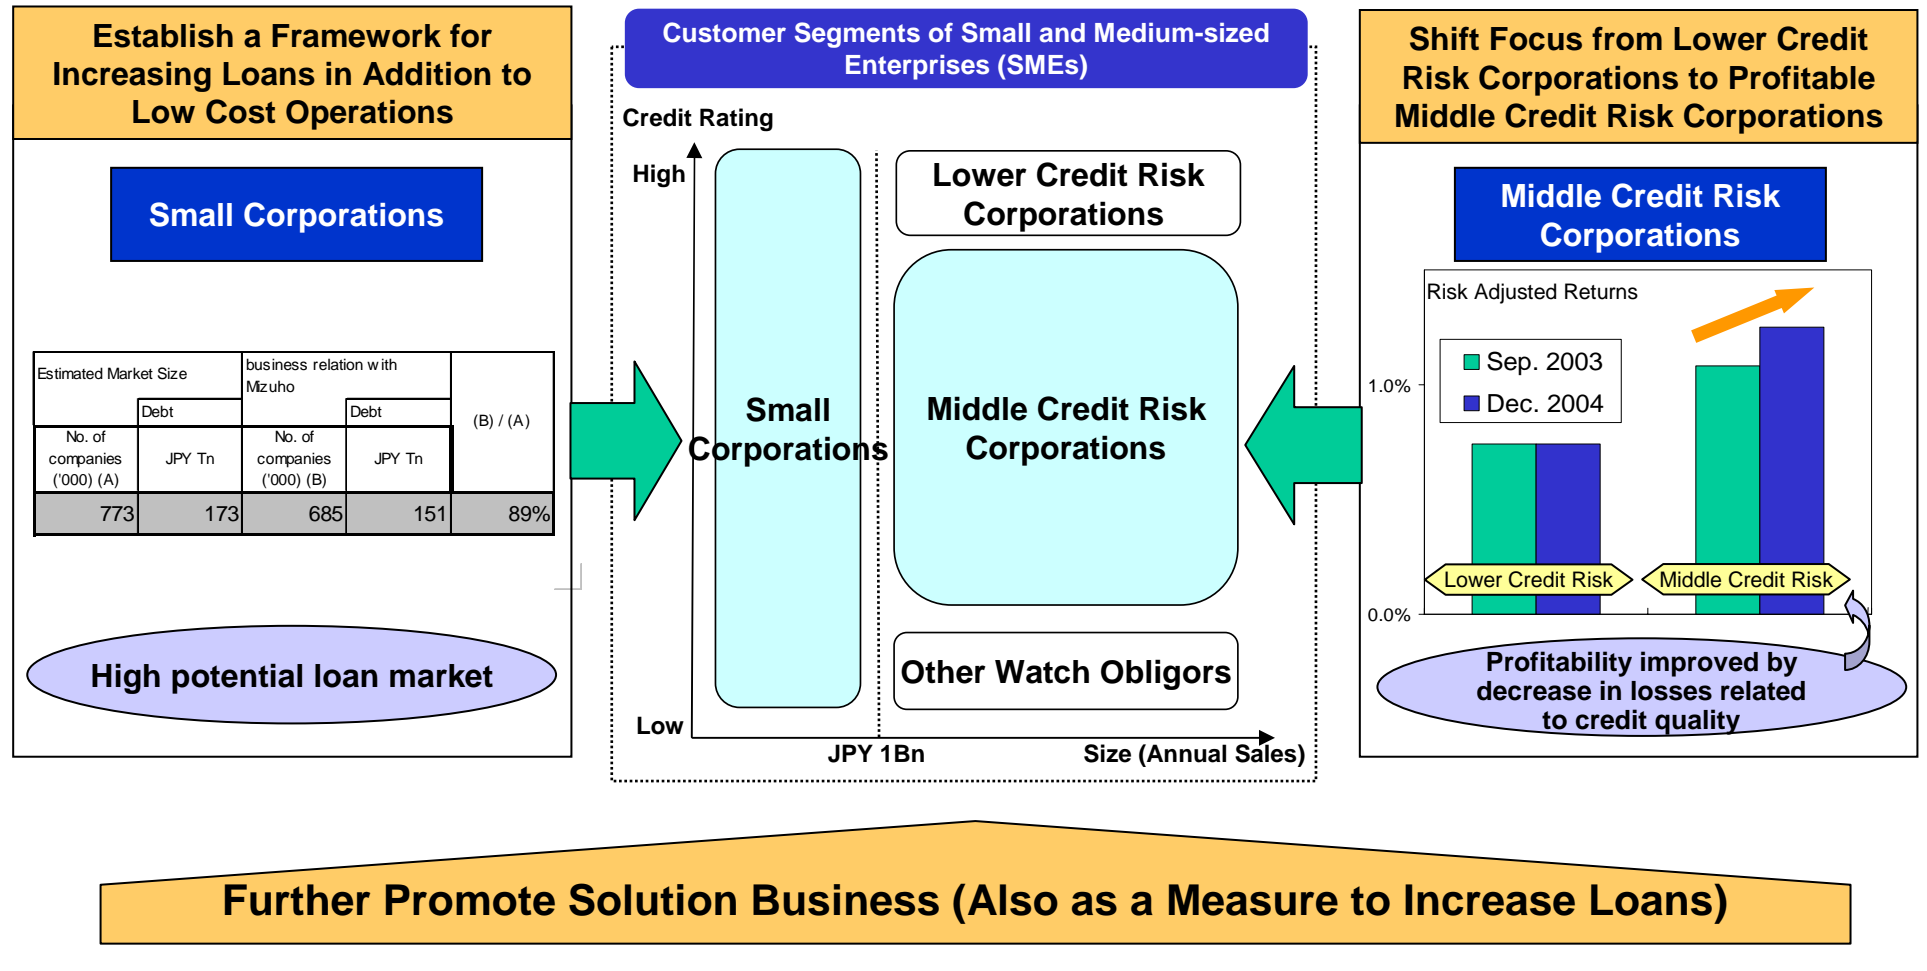 Establish a Framework for
Increasing Loans in Addition to
Low Cost Operations
Small Corporations
Estimated Market Size
business relation with
Mizuho
(B) / (A)
Debt
Debt
No. of
companies
('000) (A)
JPY Tn
No. of
companies
('000) (B)
JPY Tn
773 173 685 151 89%
High potential loan market
Customer Segments of Small and Medium-sized
Enterprises (SMEs)
Credit Rating
High
Low
Small
Corporations
Lower Credit Risk
Corporations
Middle Credit Risk
Corporations
Other Watch Obligors
JPY 1Bn
Size (Annual Sales)
Shift Focus from Lower Credit
Risk Corporations to Profitable
Middle Credit Risk Corporations
Middle Credit Risk
Corporations
Risk Adjusted Returns
Sep. 2003
Dec. 2004
1.0%
0.0%
Lower Credit Risk
Middle Credit Risk
Profitability improved by
decrease in losses related
to credit quality
Further Promote Solution Business (Also as a Measure to Increase Loans)